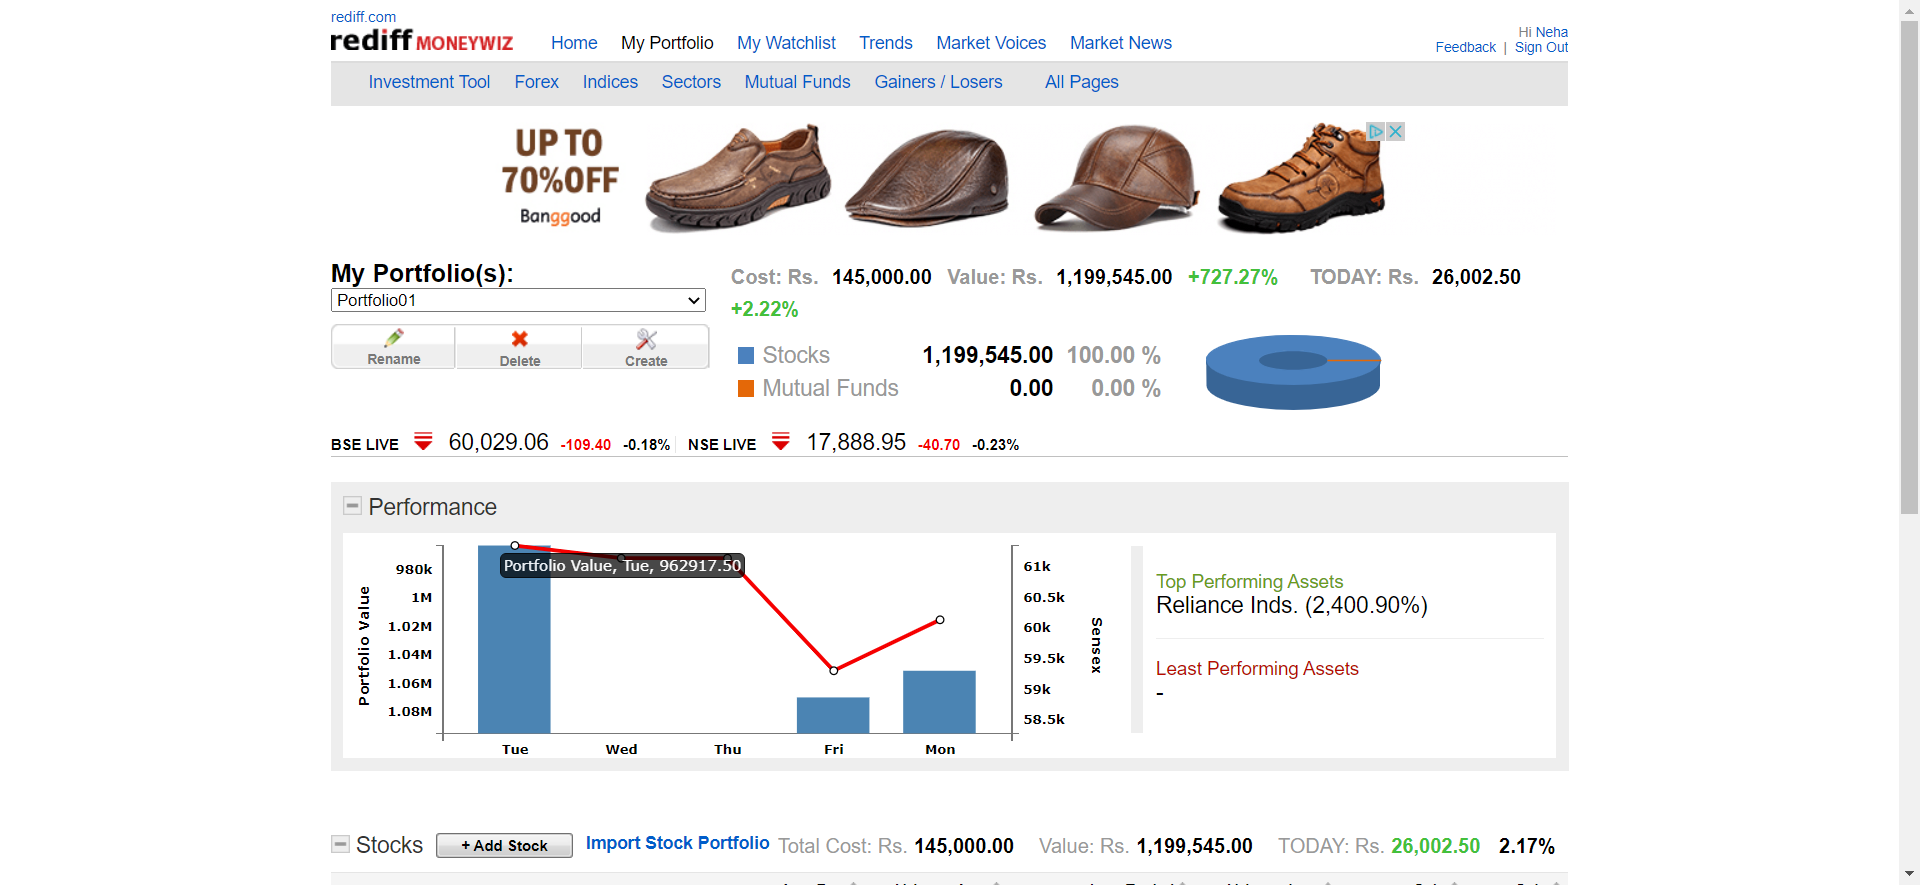 rediff.com
rediff MONEYWIZ
Home My Portfolio My Watchlist Trends Market Voices Market News
Hi Neha
Feedback | Sign Out
Investment Tool Forex Indices Sectors Mutual Funds Gainers / Losers All Pages
UP TO
70%OFF
Banggood
My Portfolio(s):
Portfolio01
Rename Delete Create
Cost: Rs. 145,000.00 Value: Rs. 1,199,545.00 +727.27% TODAY: Rs. 26,002.50
+2.22%
Stocks 1,199,545.00 100.00 %
Mutual Funds 0.00 0.00 %
BSE LIVE 60,029.06 -109.40 -0.18% NSE LIVE 17,888.95 -40.70 -0.23%
Performance
Portfolio Value
980k
1M
1.02M
1.04M
1.06M
1.08M
Portfolio Value, Tue, 962917.50
Tue Wed Thu Fri Mon
61k
60.5k
60k
59.5k
59k
58.5k
Sensex
Top Performing Assets
Reliance Inds. (2,400.90%)
Least Performing Assets
-
Stocks + Add Stock Import Stock Portfolio Total Cost: Rs. 145,000.00 Value: Rs. 1,199,545.00 TODAY: Rs. 26,002.50 2.17%